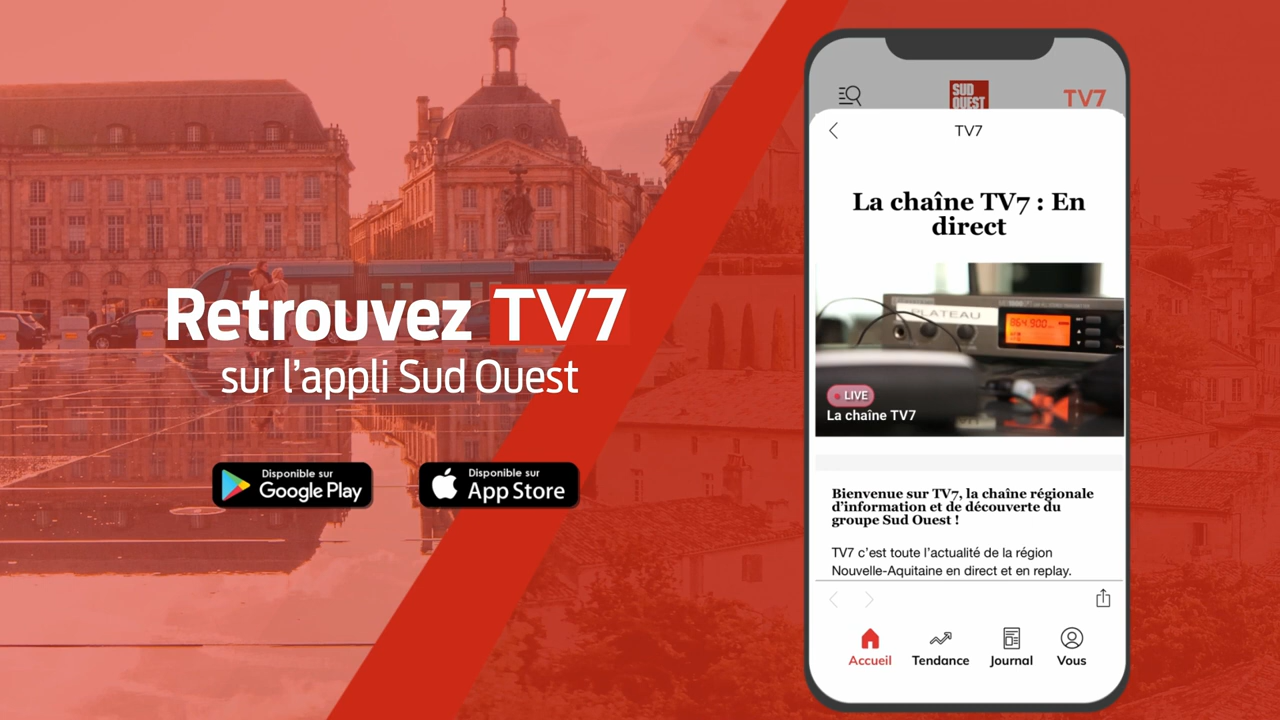 Retrouvez TV7
sur l’appli Sud Ouest
Disponible sur
Google Play
Disponible sur
App Store
SUD
OUEST
TV7
TV7
La chaîne TV7 : En
direct
PLATEAU
864.900
LIVE
La chaîne TV7
Bienvenue sur TV7, la chaîne régionale
d’information et de découverte du
groupe Sud Ouest !
TV7 c’est toute l’actualité de la région
Nouvelle-Aquitaine en direct et en replay.
Accueil
Tendance
Journal
Vous